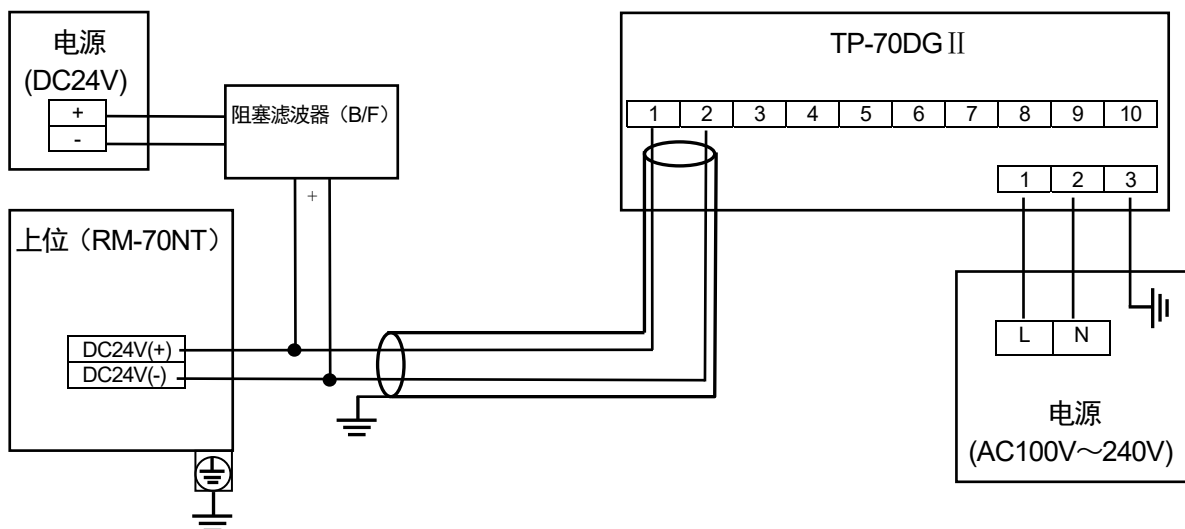 电源
(DC24V)
+
-
阻塞滤波器（B/F）
+
上位（RM-70NT）
DC24V(+)
DC24V(-)
TP-70DGⅡ
1 2 3 4 5 6 7 8 9 10
1 2 3
L N
电源
(AC100V～240V)